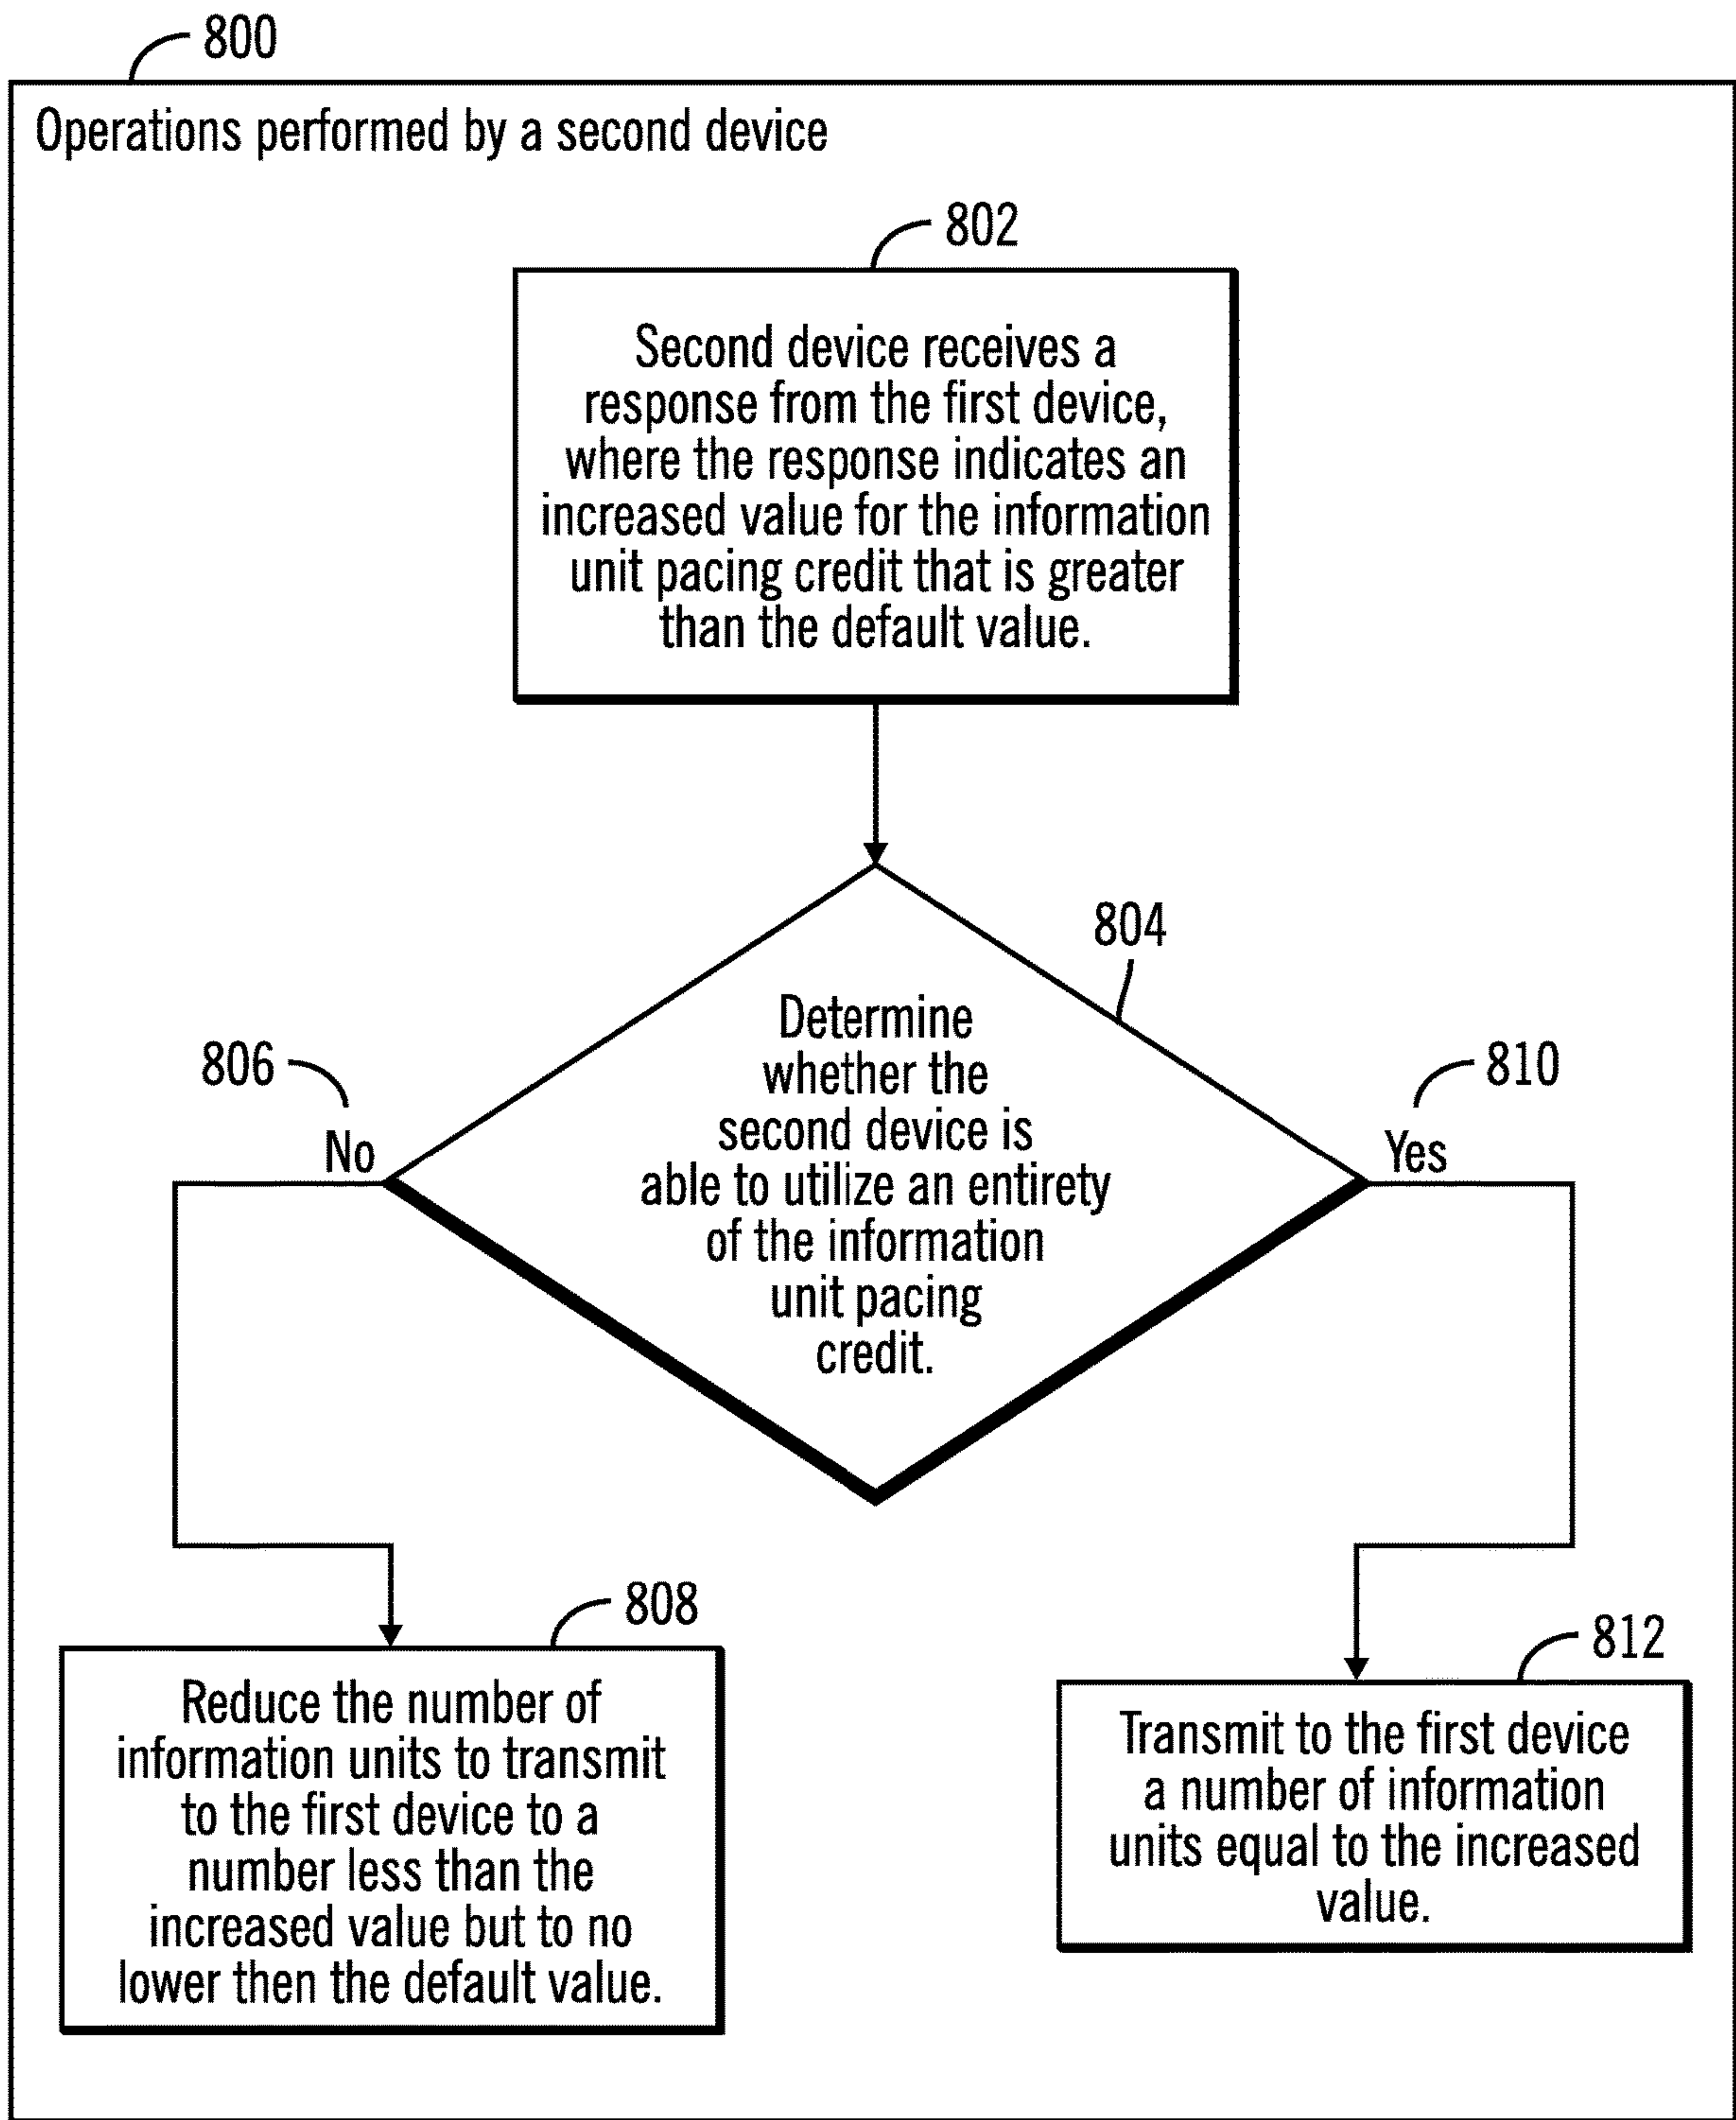 800
Operations performed by a second device
802
Second device receives a
response from the first device,
where the response indicates an
increased value for the information
unit pacing credit that is greater
than the default value.
804
Determine
whether the
second device is
able to utilize an entirety
of the information
unit pacing
credit.
806
No
810
Yes
808
Reduce the number of
information units to transmit
to the first device to a
number less than the
increased value but to no
lower then the default value.
812
Transmit to the first device
a number of information
units equal to the increased
value.